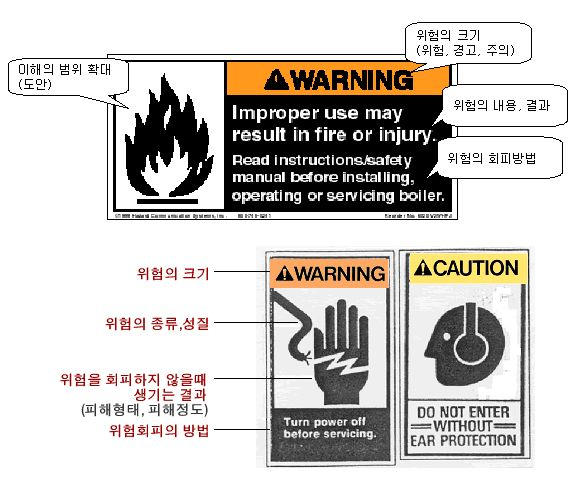 위험의 크기
(위험, 경고, 주의)
이해의 범위 확대
(도안)
WARNING
Improper use may
result in fire or injury.
위험의 내용, 결과
Read instructions/safety
manual before installing,
operating or servicing boiler.
위험의 회피방법
Hazard Communication Systems, Inc.
위험의 크기
WARNING
CAUTION
위험의 종류,성질
위험을 회피하지 않을때
생기는 결과
(피해형태, 피해정도)
위험회피의 방법
Turn power off
before servicing.
DO NOT ENTER
WITHOUT
EAR PROTECTION